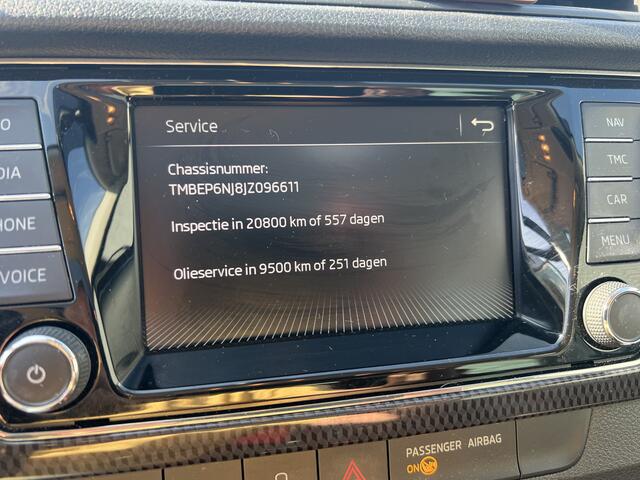 Service
Chassisnummer:
TMBEP6NJ8JZ096611
Inspectie in 20800 km of 557 dagen
Olieservice in 9500 km of 251 dagen
PHONE
VOICE
NAV
TMC
CAR
MENU
PASSENGER AIRBAG
ON